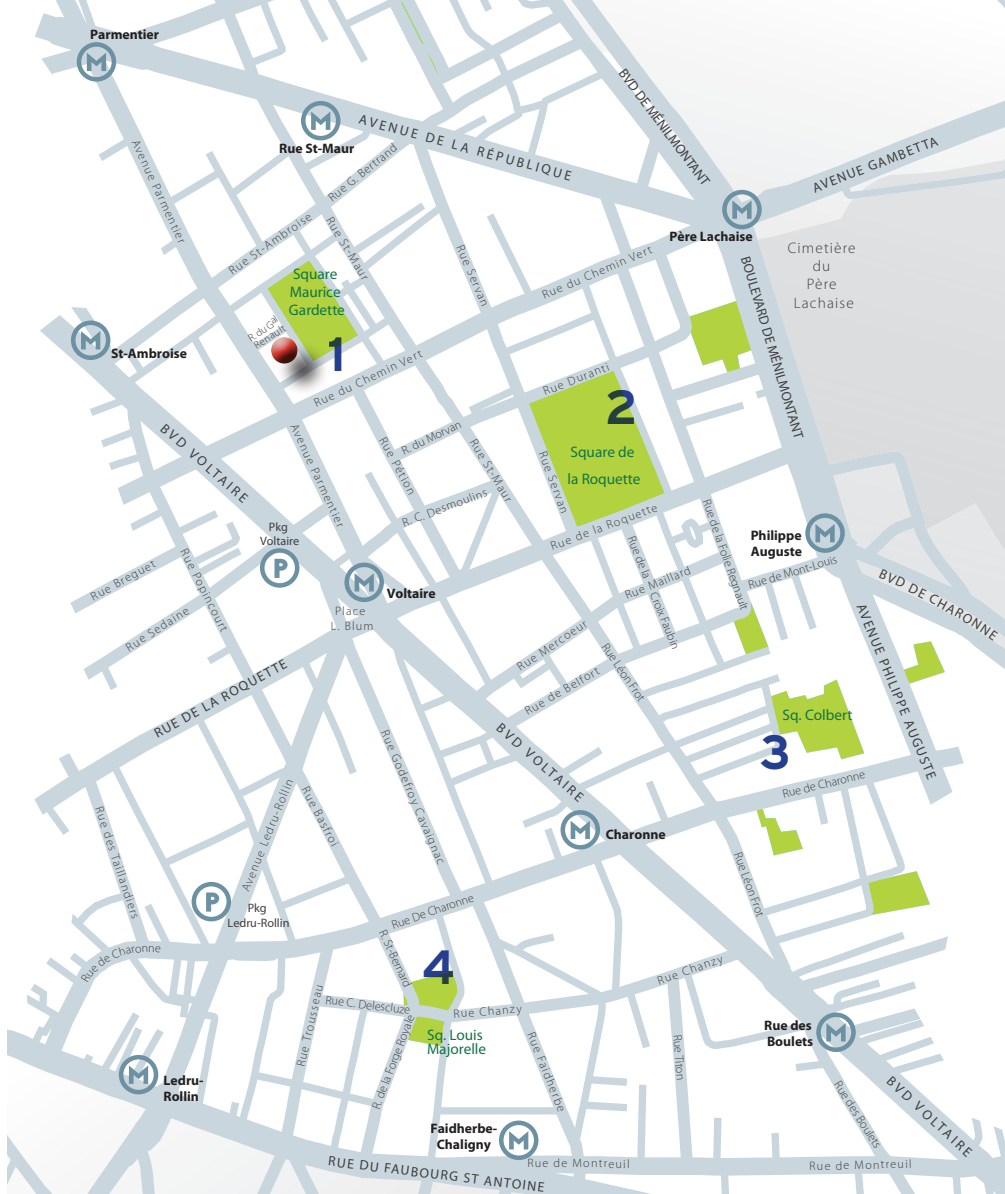 Parmentier
M
BVD DE MÉNILMONTANT
M
Rue St-Maur
AVENUE DE LA RÉPUBLIQUE
AVENUE GAMBETTA
Avenue Parmentier
Rue G. Bertrand
M
Père Lachaise
Rue St-Ambroise
Rue St-Maur
Rue Servan
Rue du Chemin Vert
Cimetière
du
Père
Lachaise
Square
Maurice
Gardette
BOULEVARD DE MÉNILMONTANT
M
St-Ambroise
R. du Gal
Renault
1
Rue du Chemin Vert
Rue Duranti
2
BVD VOLTAIRE
Avenue Parmentier
Rue Pétion
R. du Morvan
Rue St-Maur
Rue Servan
Square de
la Roquette
R. C. Desmoulins
Rue de la Roquette
Pkg
Voltaire
P
Rue Breguet
Rue Popincourt
Rue Sedaine
M
Voltaire
Place
L. Blum
Rue de la Croix Faubin
Rue Maillard
Rue de la Folie Regnault
Philippe
Auguste
M
Rue de Mont-Louis
BVD DE CHARONNE
AVENUE PHILIPPE AUGUSTE
Rue Mercoeur
Rue de Belfort
Rue Léon Frot
RUE DE LA ROQUETTE
BVD VOLTAIRE
Sq. Colbert
3
Rue de Charonne
Rue Godefroy Cavaignac
Rue Basfroi
Avenue Ledru-Rollin
Rue des Taillandiers
M
Charonne
Rue Léon Frot
P
Pkg
Ledru-Rollin
Rue De Charonne
Rue de Charonne
R. St-Bernard
4
Rue C. Delescluze
Rue Chanzy
Rue Chanzy
Sq. Louis
Majorelle
Rue Trousseau
R. de la Forge Royale
Rue Faidherbe
Rue Titon
Rue des
Boulets
M
BVD VOLTAIRE
Rue des Boulets
M
Ledru-
Rollin
Faidherbe-
Chaligny
M
RUE DU FAUBOURG ST ANTOINE
Rue de Montreuil
Rue de Montreuil